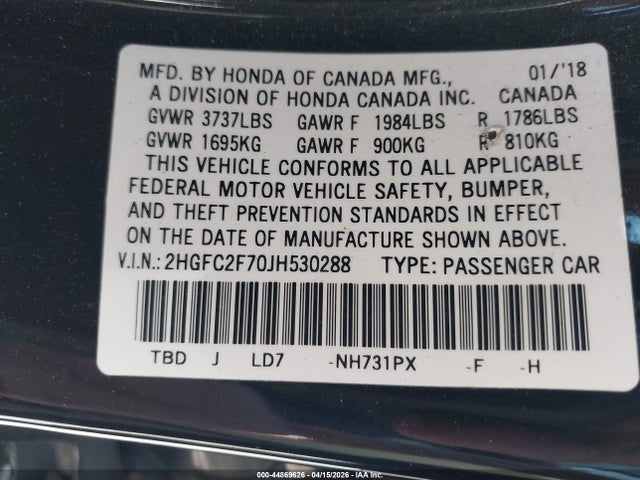 MFD. BY HONDA OF CANADA MFG., 01/'18
A DIVISION OF HONDA CANADA INC. CANADA
GVWR 3737LBS GAWR F 1984LBS R 1786LBS
GVWR 1695KG GAWR F 900KG R 810KG
THIS VEHICLE CONFORMS TO ALL APPLICABLE
FEDERAL MOTOR VEHICLE SAFETY, BUMPER,
AND THEFT PREVENTION STANDARDS IN EFFECT
ON THE DATE OF MANUFACTURE SHOWN ABOVE.
V.I.N.: 2HGFC2F70JH530288 TYPE: PASSENGER CAR
TBD J LD7 -NH731PX -F -H
000-44869626 - 04/15/2026 - IAA Inc.